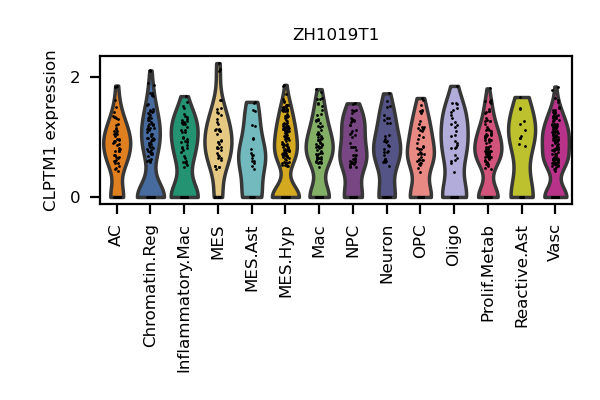 ZH1019T1
CLPTM1 expression
2
0
AC
Chromatin.Reg
Inflammatory.Mac
MES
MES.Ast
MES.Hyp
Mac
NPC
Neuron
OPC
Oligo
Prolif.Metab
Reactive.Ast
Vasc